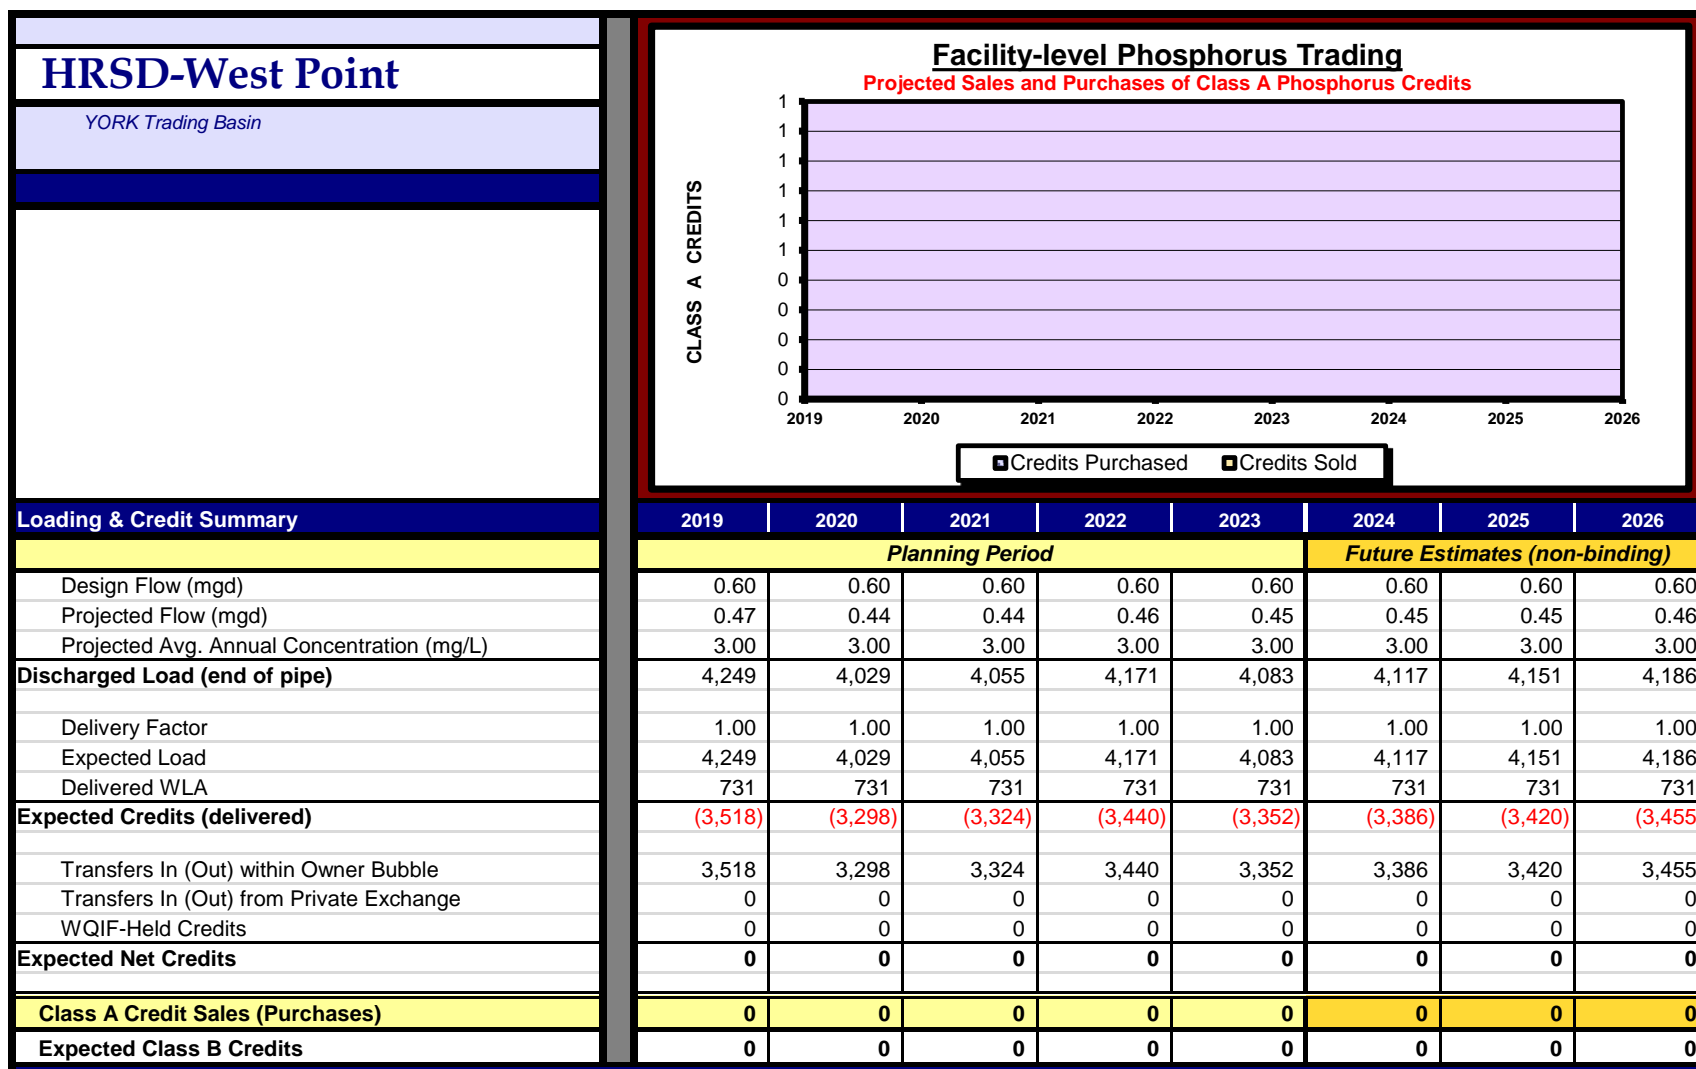 HRSD-West Point
YORK Trading Basin
Facility-level Phosphorus Trading
Projected Sales and Purchases of Class A Phosphorus Credits
CLASS A CREDITS
1
1
1
1
1
1
0
0
0
0
0
2019 2020 2021 2022 2023 2024 2025 2026
Credits Purchased Credits Sold
Loading & Credit Summary 2019 2020 2021 2022 2023 2024 2025 2026
Planning Period Future Estimates (non-binding)
Design Flow (mgd) 0.60 0.60 0.60 0.60 0.60 0.60 0.60 0.60
Projected Flow (mgd) 0.47 0.44 0.44 0.46 0.45 0.45 0.45 0.46
Projected Avg. Annual Concentration (mg/L) 3.00 3.00 3.00 3.00 3.00 3.00 3.00 3.00
Discharged Load (end of pipe) 4,249 4,029 4,055 4,171 4,083 4,117 4,151 4,186
Delivery Factor 1.00 1.00 1.00 1.00 1.00 1.00 1.00 1.00
Expected Load 4,249 4,029 4,055 4,171 4,083 4,117 4,151 4,186
Delivered WLA 731 731 731 731 731 731 731 731
Expected Credits (delivered) (3,518) (3,298) (3,324) (3,440) (3,352) (3,386) (3,420) (3,455
Transfers In (Out) within Owner Bubble 3,518 3,298 3,324 3,440 3,352 3,386 3,420 3,455
Transfers In (Out) from Private Exchange 0 0 0 0 0 0 0 0
WQIF-Held Credits 0 0 0 0 0 0 0 0
Expected Net Credits 0 0 0 0 0 0 0 0
Class A Credit Sales (Purchases) 0 0 0 0 0 0 0 0
Expected Class B Credits 0 0 0 0 0 0 0 0